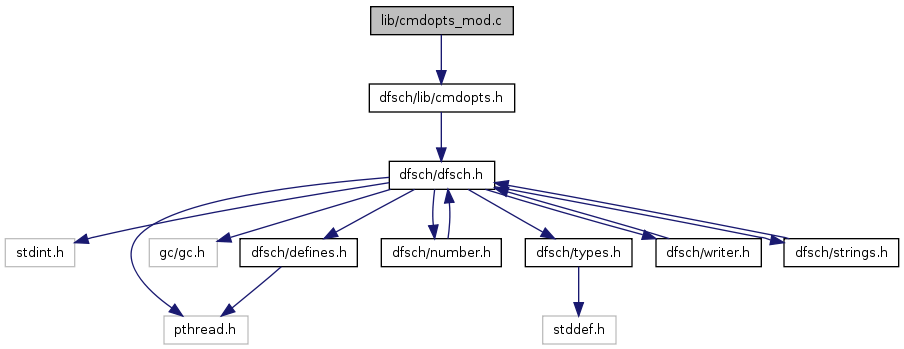 lib/cmdopts_mod.c
dfsch/lib/cmdopts.h
dfsch/dfsch.h
stdint.h
gc/gc.h
dfsch/defines.h
dfsch/number.h
dfsch/types.h
dfsch/writer.h
dfsch/strings.h
pthread.h
stddef.h